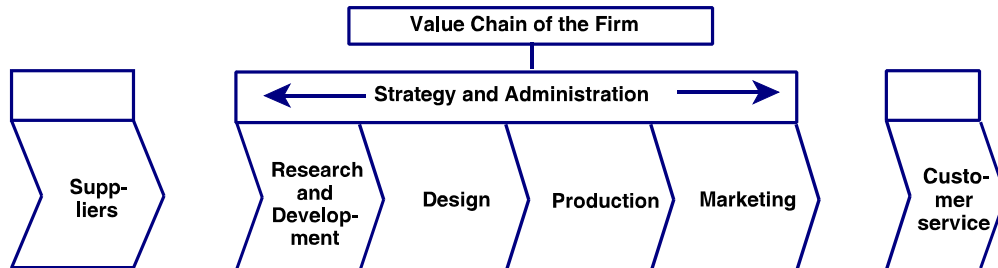 Value Chain of the Firm
Strategy and Administration
Supp-
liers
Research
and
Develop-
ment
Design
Production
Marketing
Custo-
mer
service